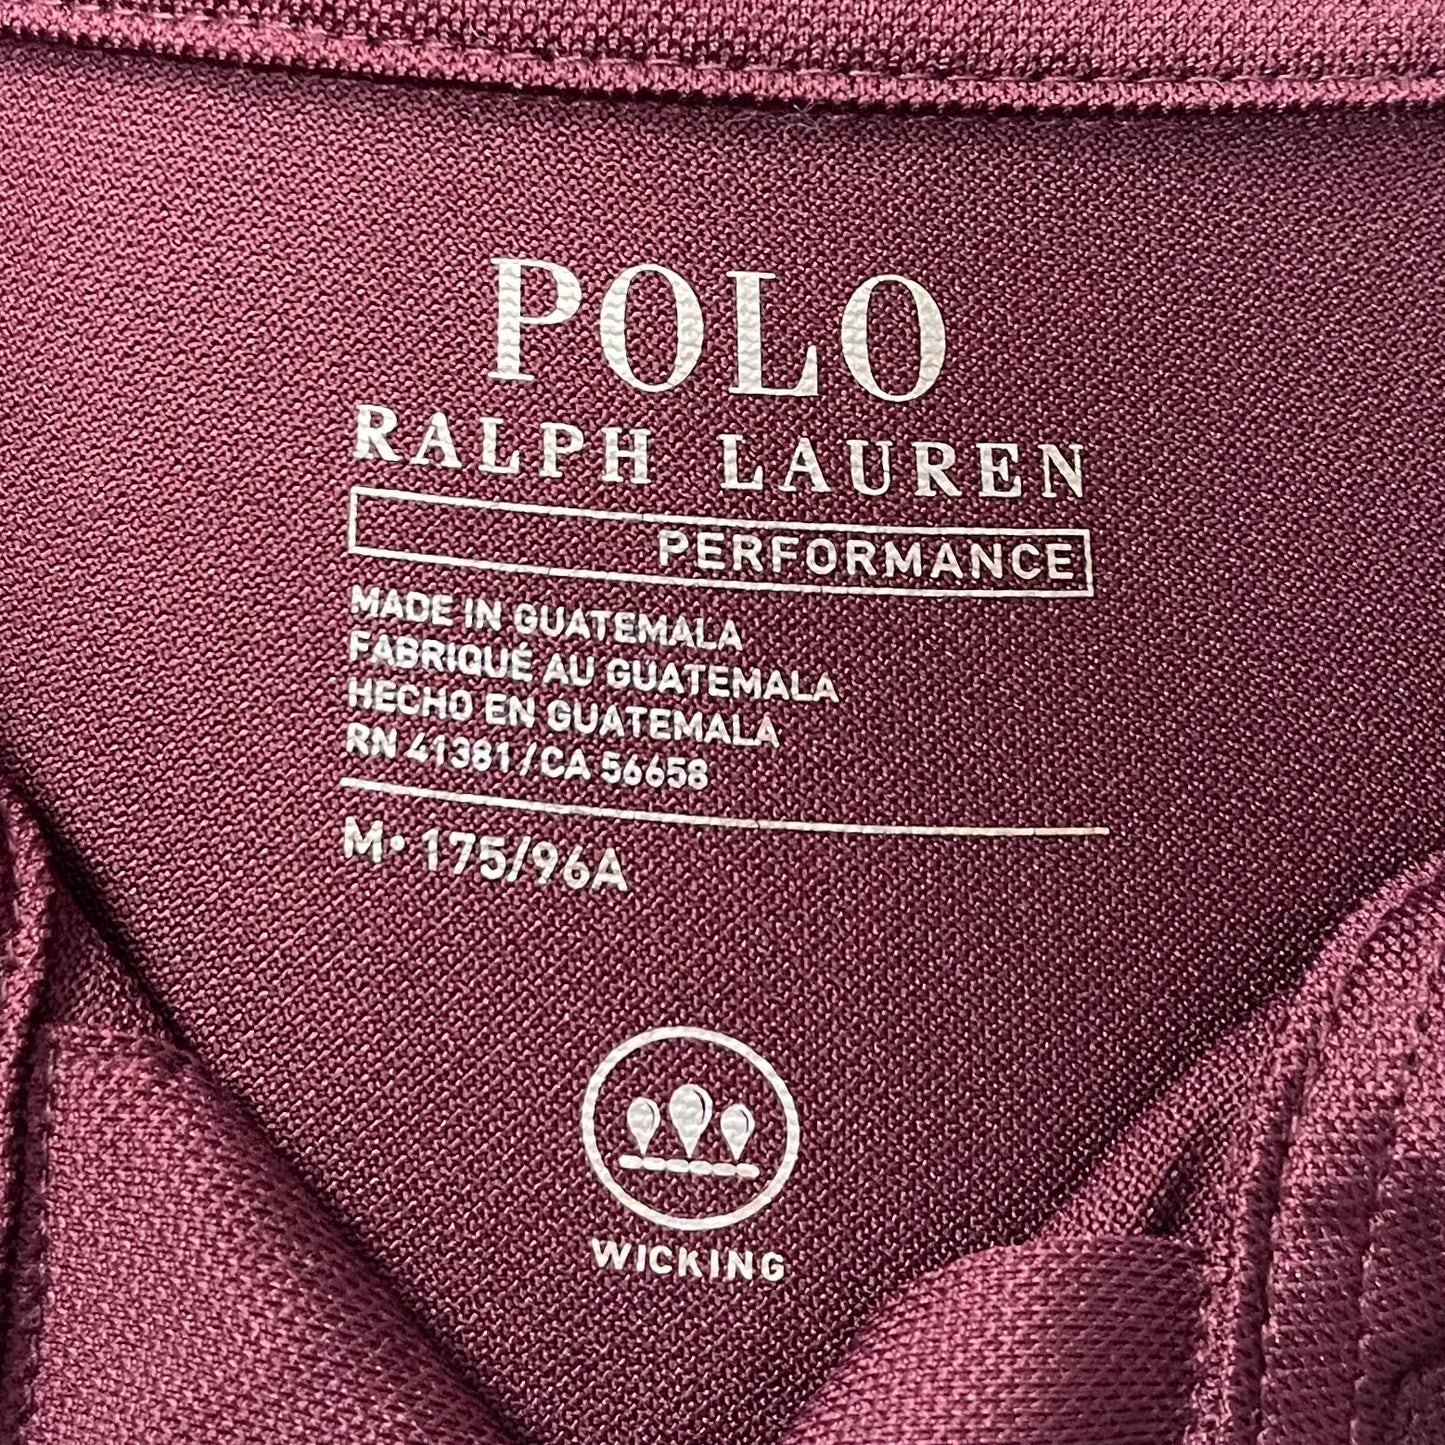 POLO
RALPH LAUREN
PERFORMANCE
MADE IN GUATEMALA
FABRIQUÉ AU GUATEMALA
HECHO EN GUATEMALA
RN 41381/CA 56658
M• 175/96A
WICKING